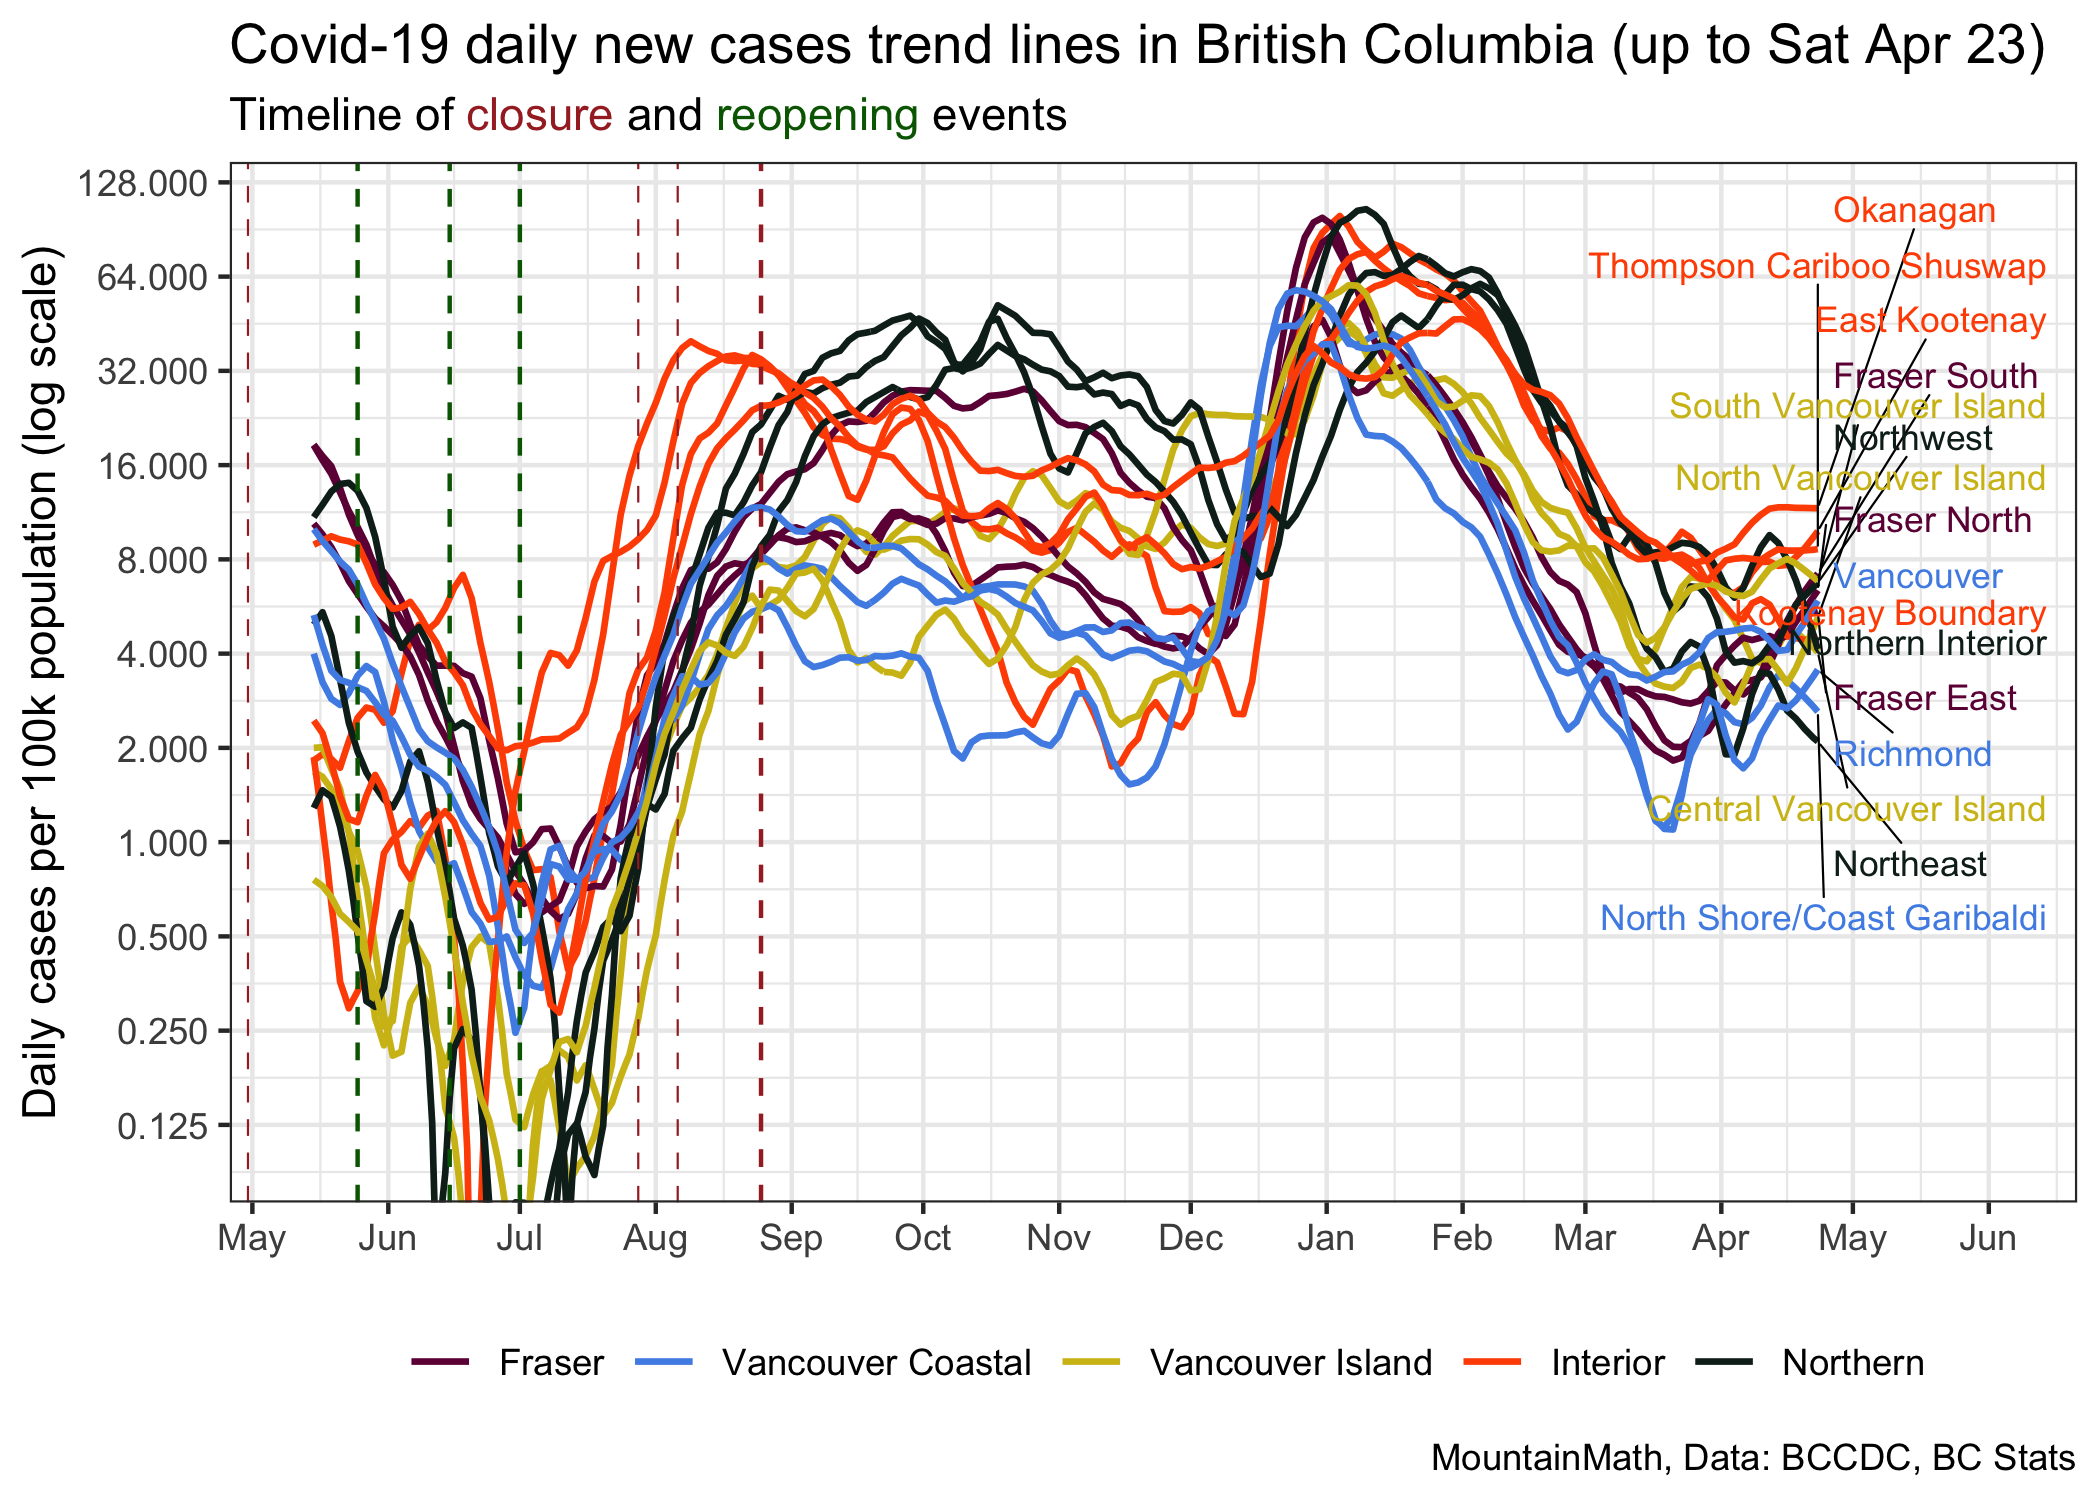 Covid-19 daily new cases trend lines in British Columbia (up to Sat Apr 23)
Timeline of closure and reopening events
Daily cases per 100k population (log scale)
128.000
64.000
32.000
16.000
8.000
4.000
2.000
1.000
0.500
0.250
0.125
Okanagan
Thompson Cariboo Shuswap
East Kootenay
Fraser South
South Vancouver Island
Northwest
North Vancouver Island
Fraser North
Vancouver
Kootenay Boundary
Northern Interior
Fraser East
Richmond
Central Vancouver Island
Northeast
North Shore/Coast Garibaldi
May Jun Jul Aug Sep Oct Nov Dec Jan Feb Mar Apr May Jun
Fraser Vancouver Coastal Vancouver Island Interior Northern
MountainMath, Data: BCCDC, BC Stats